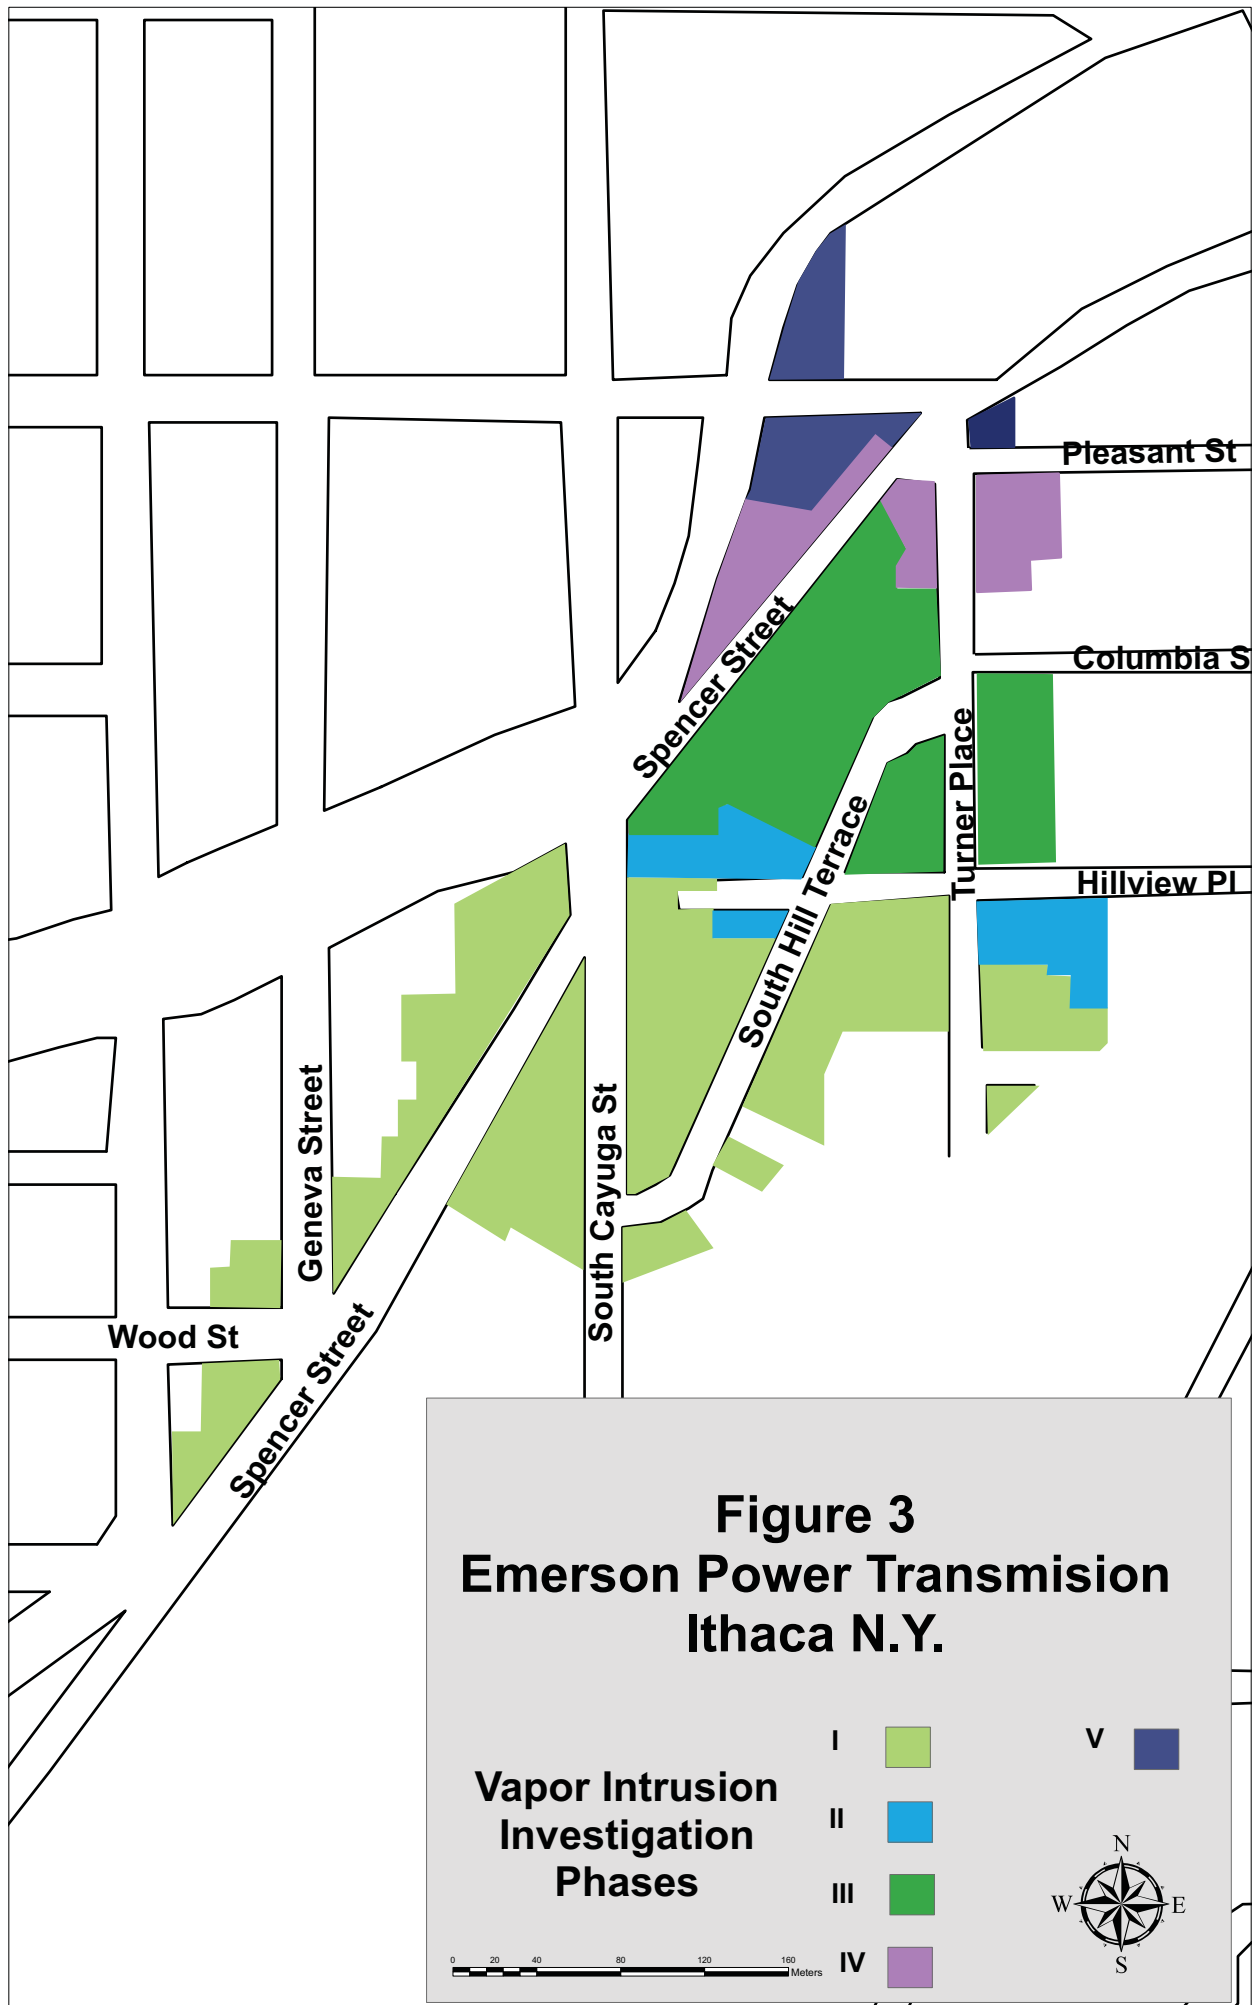 Pleasant St
Spencer Street
Columbia S
Turner Place
South Hill Terrace
Hillview Pl
Geneva Street
South Cayuga St
Wood St
Spencer Street
Figure 3
Emerson Power Transmision
Ithaca N.Y.
Vapor Intrusion
Investigation
Phases
I
II
III
IV
V
N
W E
S
0 20 40 80 120 160
Meters